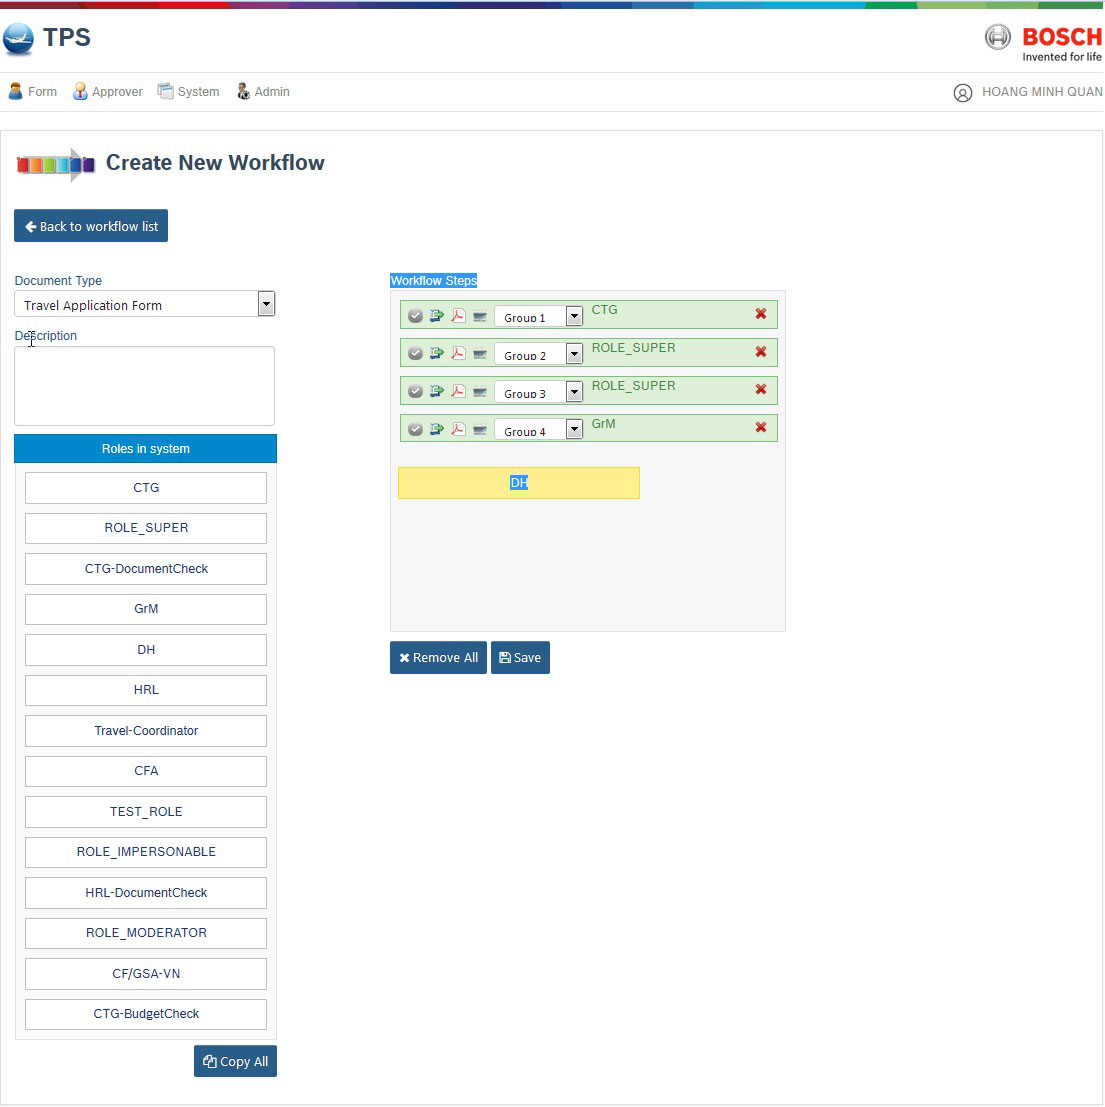 TPS
BOSCH
Invented for life
Form Approver System Admin
HOANG MINH QUAN
Create New Workflow
Back to workflow list
Document Type
Travel Application Form
Description
Roles in system
CTG
ROLE_SUPER
CTG-DocumentCheck
GrM
DH
HRL
Travel-Coordinator
CFA
TEST_ROLE
ROLE_IMPERSONABLE
HRL-DocumentCheck
ROLE_MODERATOR
CF/GSA-VN
CTG-BudgetCheck
Copy All
Workflow Steps
Group 1 CTG
Group 2 ROLE_SUPER
Group 3 ROLE_SUPER
Group 4 GrM
DH
Remove All Save